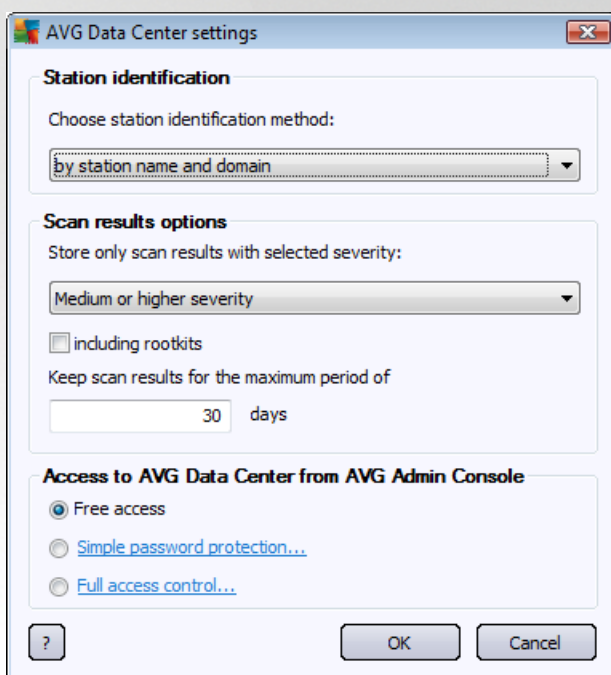 AVG Data Center settings
Station identification
Choose station identification method:
by station name and domain
Scan results options
Store only scan results with selected severity:
Medium or higher severity
including rootkits
Keep scan results for the maximum period of
30 days
Access to AVG Data Center from AVG Admin Console
Free access
Simple password protection...
Full access control...
? OK Cancel